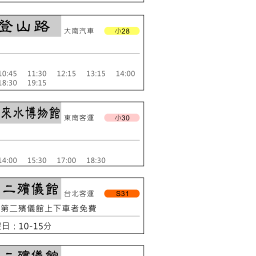 登山路 大南汽車 小28
10:45 11:30 12:15 13:15 14:00
18:30 19:15
來水博物館 東南客運 小30
14:00 15:30 17:00 18:30
二殯儀館 台北客運 S31
第二殯儀館上下車者免費
日：10-15分
二殯儀館